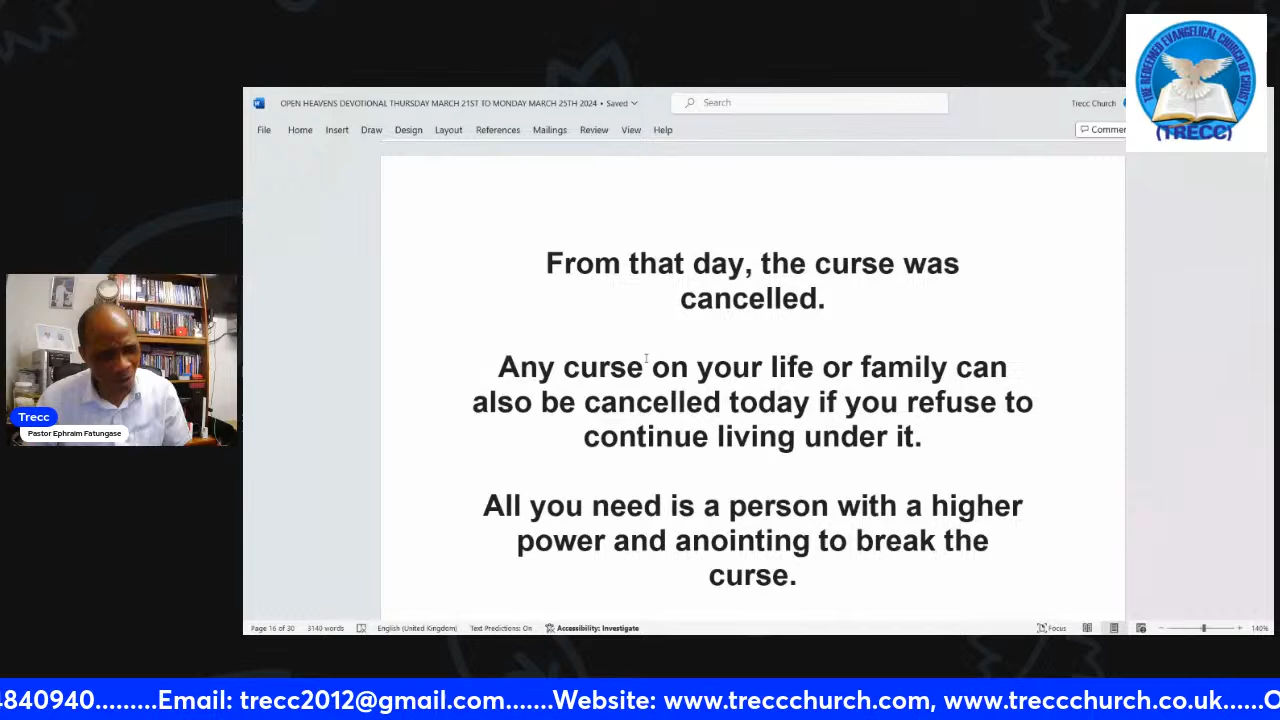 THE REDEEMED EVANGELICAL CHURCH OF CHRIST
(TRECC)
OPEN HEAVENS DEVOTIONAL THURSDAY MARCH 21ST TO MONDAY MARCH 25TH 2024 • Saved
Search
Trecc Church
File Home Insert Draw Design Layout References Mailings Review View Help
Commen
From that day, the curse was
cancelled.
Any curse on your life or family can
also be cancelled today if you refuse to
continue living under it.
All you need is a person with a higher
power and anointing to break the
curse.
Trecc
Pastor Ephraim Fatungase
Page 16 of 30 3140 words English (United Kingdom) Text Predictions: On Accessibility: Investigate Focus 140%
4840940.........Email: trecc2012@gmail.com.......Website: www.treccchurch.com, www.treccchurch.co.uk......O